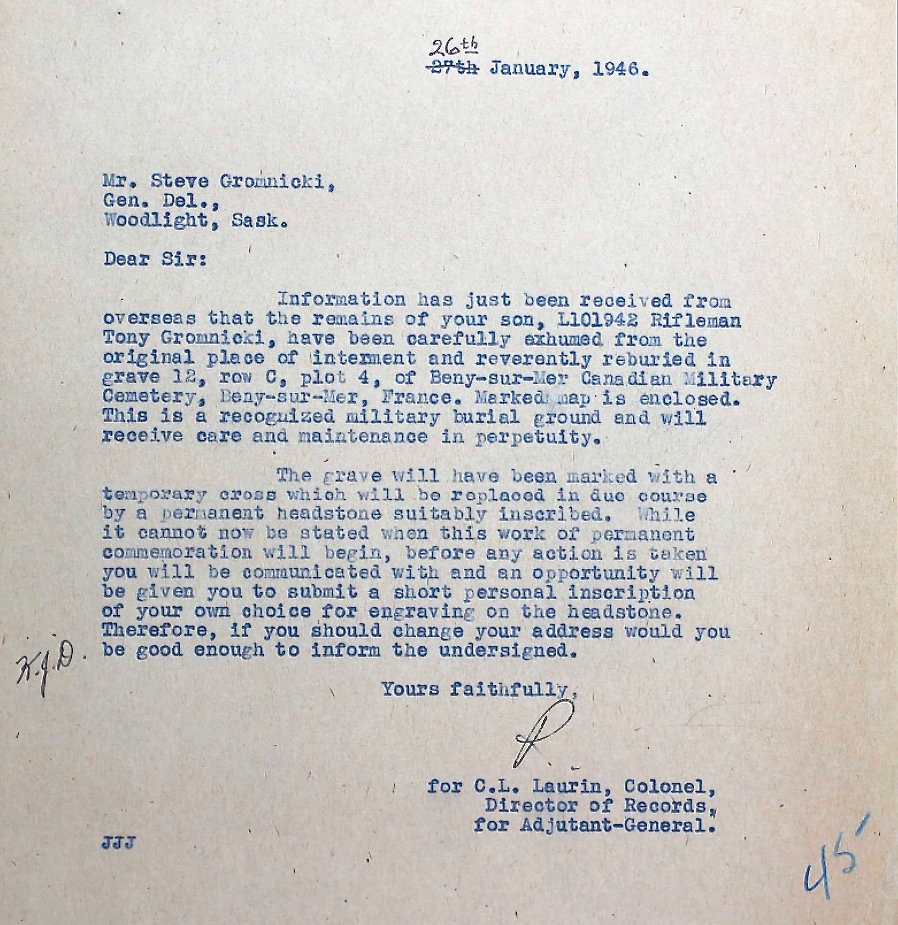 26th
27th January, 1946.
Mr. Steve Gromnicki,
Gen. Del.,
Woodlight, Sask.
Dear Sir:
Information has just been received from
overseas that the remains of your son, L101942 Rifleman
Tony Gromnicki, have been carefully exhumed from the
original place of interment and reverently reburied in
grave 12, row C, plot 4, of Beny-sur-Mer Canadian Military
Cemetery, Beny-sur-Mer, France. Marked map is enclosed.
This is a recognized military burial ground and will
receive care and maintenance in perpetuity.
The grave will have been marked with a
temporary cross which will be replaced in due course
by a permanent headstone suitably inscribed. While
it cannot now be stated when this work of permanent
commemoration will begin, before any action is taken
you will be communicated with and an opportunity will
be given you to submit a short personal inscription
of your own choice for engraving on the headstone.
Therefore, if you should change your address would you
be good enough to inform the undersigned.
Yours faithfully,
for C.L. Laurin, Colonel,
Director of Records,
for Adjutant-General.
JJJ
45